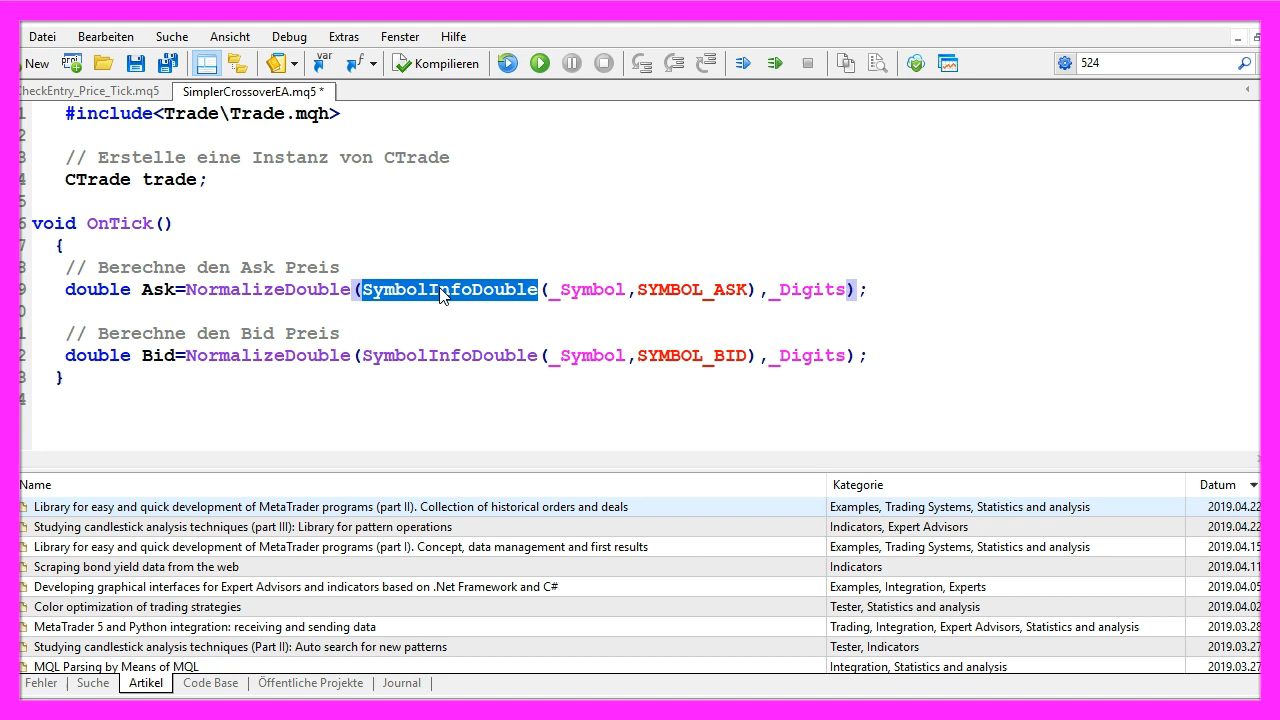 Datei Bearbeiten Suche Ansicht Debug Extras Fenster Hilfe
New proj var Kompilieren 524
CheckEntry_Price_Tick.mq5 SimplerCrossoverEA.mq5 *
1 #include<Trade\Trade.mqh>
2
3 // Erstelle eine Instanz von CTrade
4 CTrade trade;
5
6 void OnTick()
7 {
8 // Berechne den Ask Preis
9 double Ask=NormalizeDouble(SymbolInfoDouble(_Symbol,SYMBOL_ASK),_Digits);
0
1 // Berechne den Bid Preis
2 double Bid=NormalizeDouble(SymbolInfoDouble(_Symbol,SYMBOL_BID),_Digits);
3 }
4
Name Kategorie Datum
Library for easy and quick development of MetaTrader programs (part II). Collection of historical orders and deals Examples, Trading Systems, Statistics and analysis 2019.04.22
Studying candlestick analysis techniques (part III): Library for pattern operations Indicators, Expert Advisors 2019.04.22
Library for easy and quick development of MetaTrader programs (part I). Concept, data management and first results Examples, Trading Systems, Statistics and analysis 2019.04.15
Scraping bond yield data from the web Indicators 2019.04.11
Developing graphical interfaces for Expert Advisors and indicators based on .Net Framework and C# Examples, Integration, Experts 2019.04.05
Color optimization of trading strategies Tester, Statistics and analysis 2019.04.02
MetaTrader 5 and Python integration: receiving and sending data Trading, Integration, Expert Advisors, Statistics and analysis 2019.03.28
Studying candlestick analysis techniques (Part II): Auto search for new patterns Tester, Indicators 2019.03.27
MQL Parsing by Means of MQL Integration, Statistics and analysis 2019.03.27
Fehler Suche Artikel Code Base Öffentliche Projekte Journal